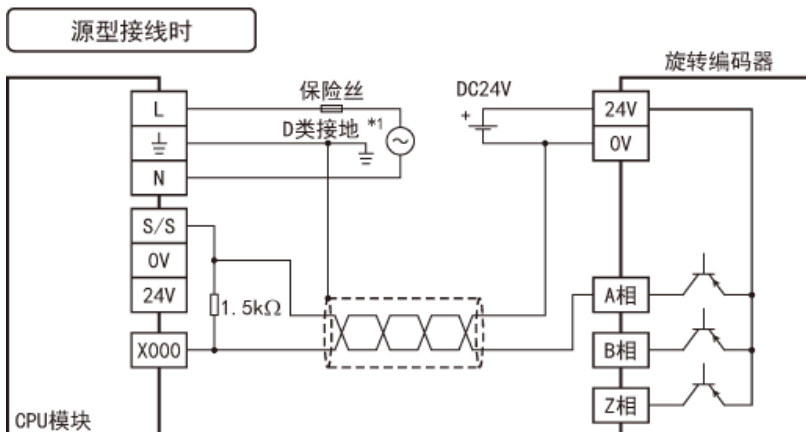 源型接线时
旋转编码器
保险丝
DC24V
L
24V
D类接地 *1
+
0V
N
S/S
0V
24V
A相
1.5kΩ
X000
B相
Z相
CPU模块